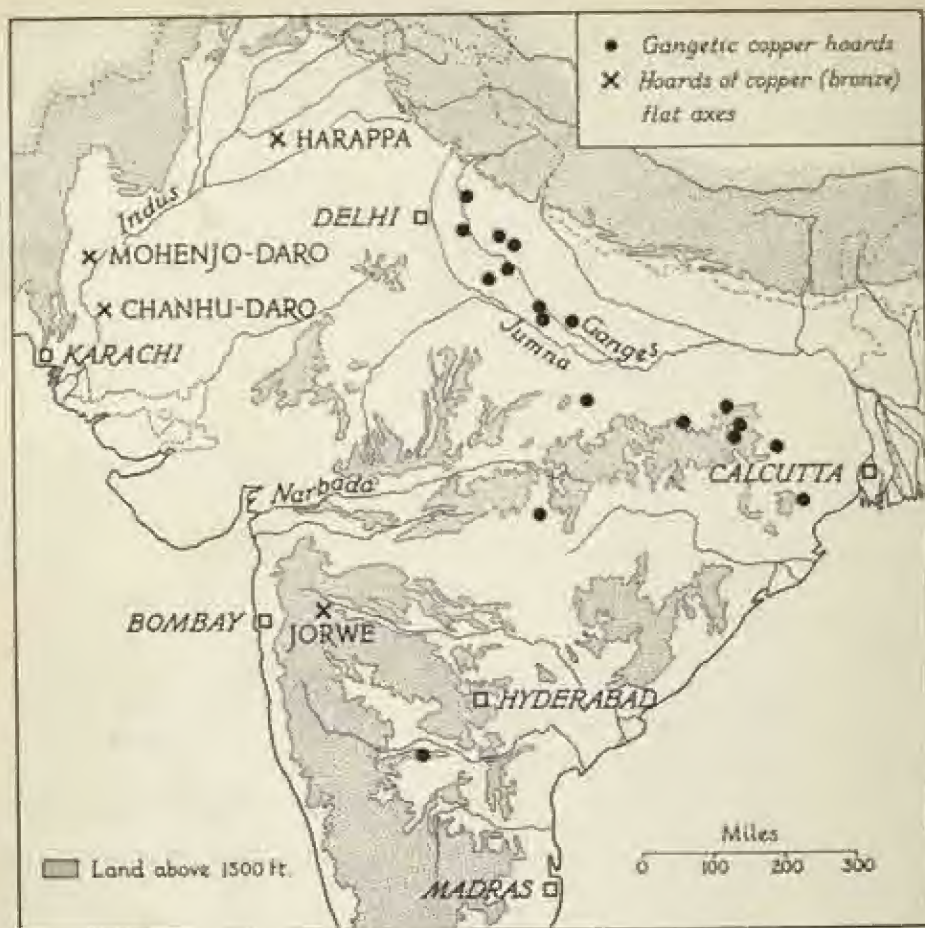 Gangetic copper hoards
Hoards of copper (bronze)
flat axes
HARAPPA
DELHI
Indus
MOHENJO-DARO
CHANHU-DARO
KARACHI
Jumna
Ganges
Narbada
CALCUTTA
BOMBAY
JORWE
HYDERABAD
Miles
0 100 200 300
Land above 1500 ft.
MADRAS